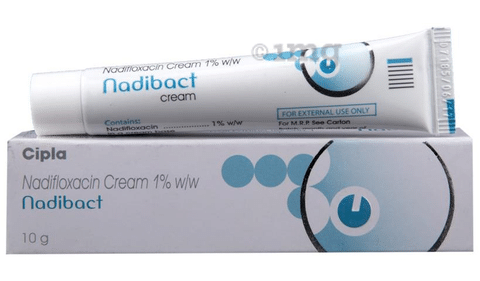 1mg
Nadifloxacin Cream 1% w/w
Nadibact
cream
Contains:
Nadifloxacin ........ 1% w/w
FOR EXTERNAL USE ONLY
For M.R.P. See Carton
Cipla
Nadifloxacin Cream 1% w/w
Nadibact
10 g